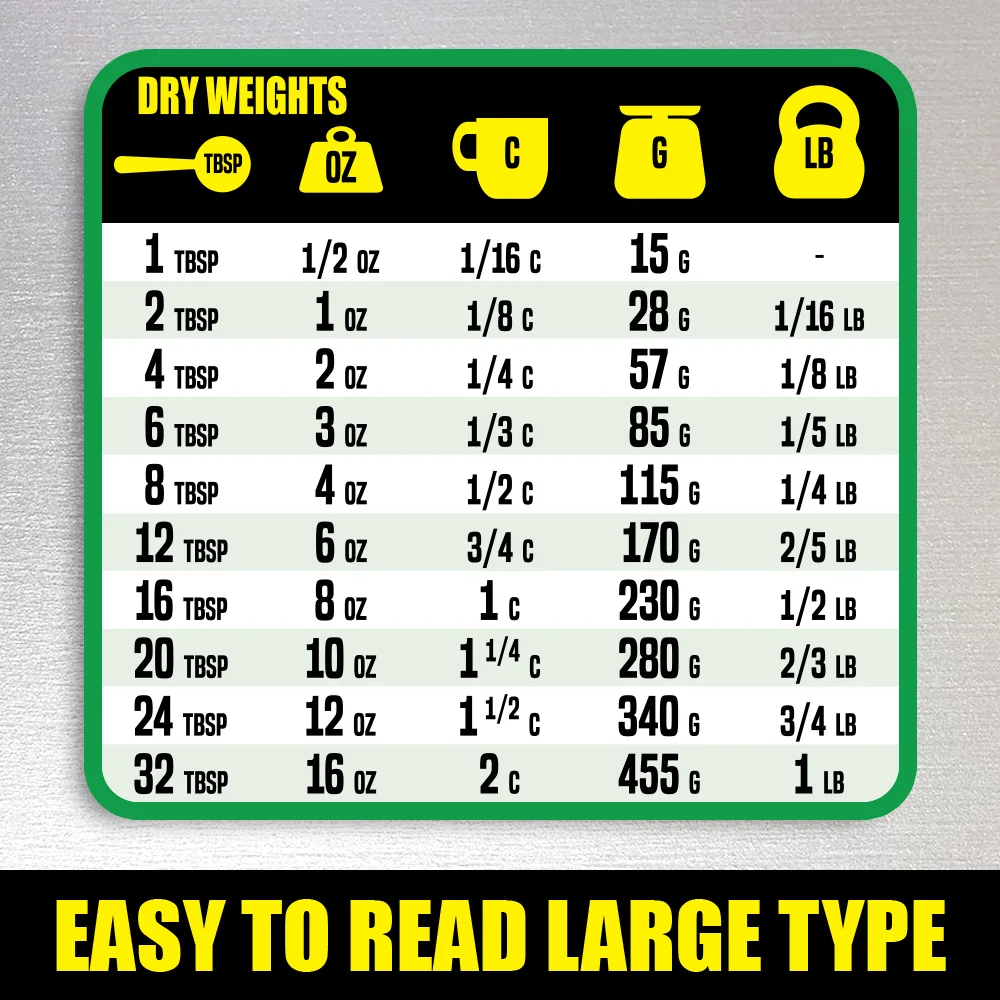 DRY WEIGHTS
TBSP OZ C G LB
1 TBSP 1/2 OZ 1/16 C 15 G -
2 TBSP 1 OZ 1/8 C 28 G 1/16 LB
4 TBSP 2 OZ 1/4 C 57 G 1/8 LB
6 TBSP 3 OZ 1/3 C 85 G 1/5 LB
8 TBSP 4 OZ 1/2 C 115 G 1/4 LB
12 TBSP 6 OZ 3/4 C 170 G 2/5 LB
16 TBSP 8 OZ 1 C 230 G 1/2 LB
20 TBSP 10 OZ 1 1/4 C 280 G 2/3 LB
24 TBSP 12 OZ 1 1/2 C 340 G 3/4 LB
32 TBSP 16 OZ 2 C 455 G 1 LB
EASY TO READ LARGE TYPE